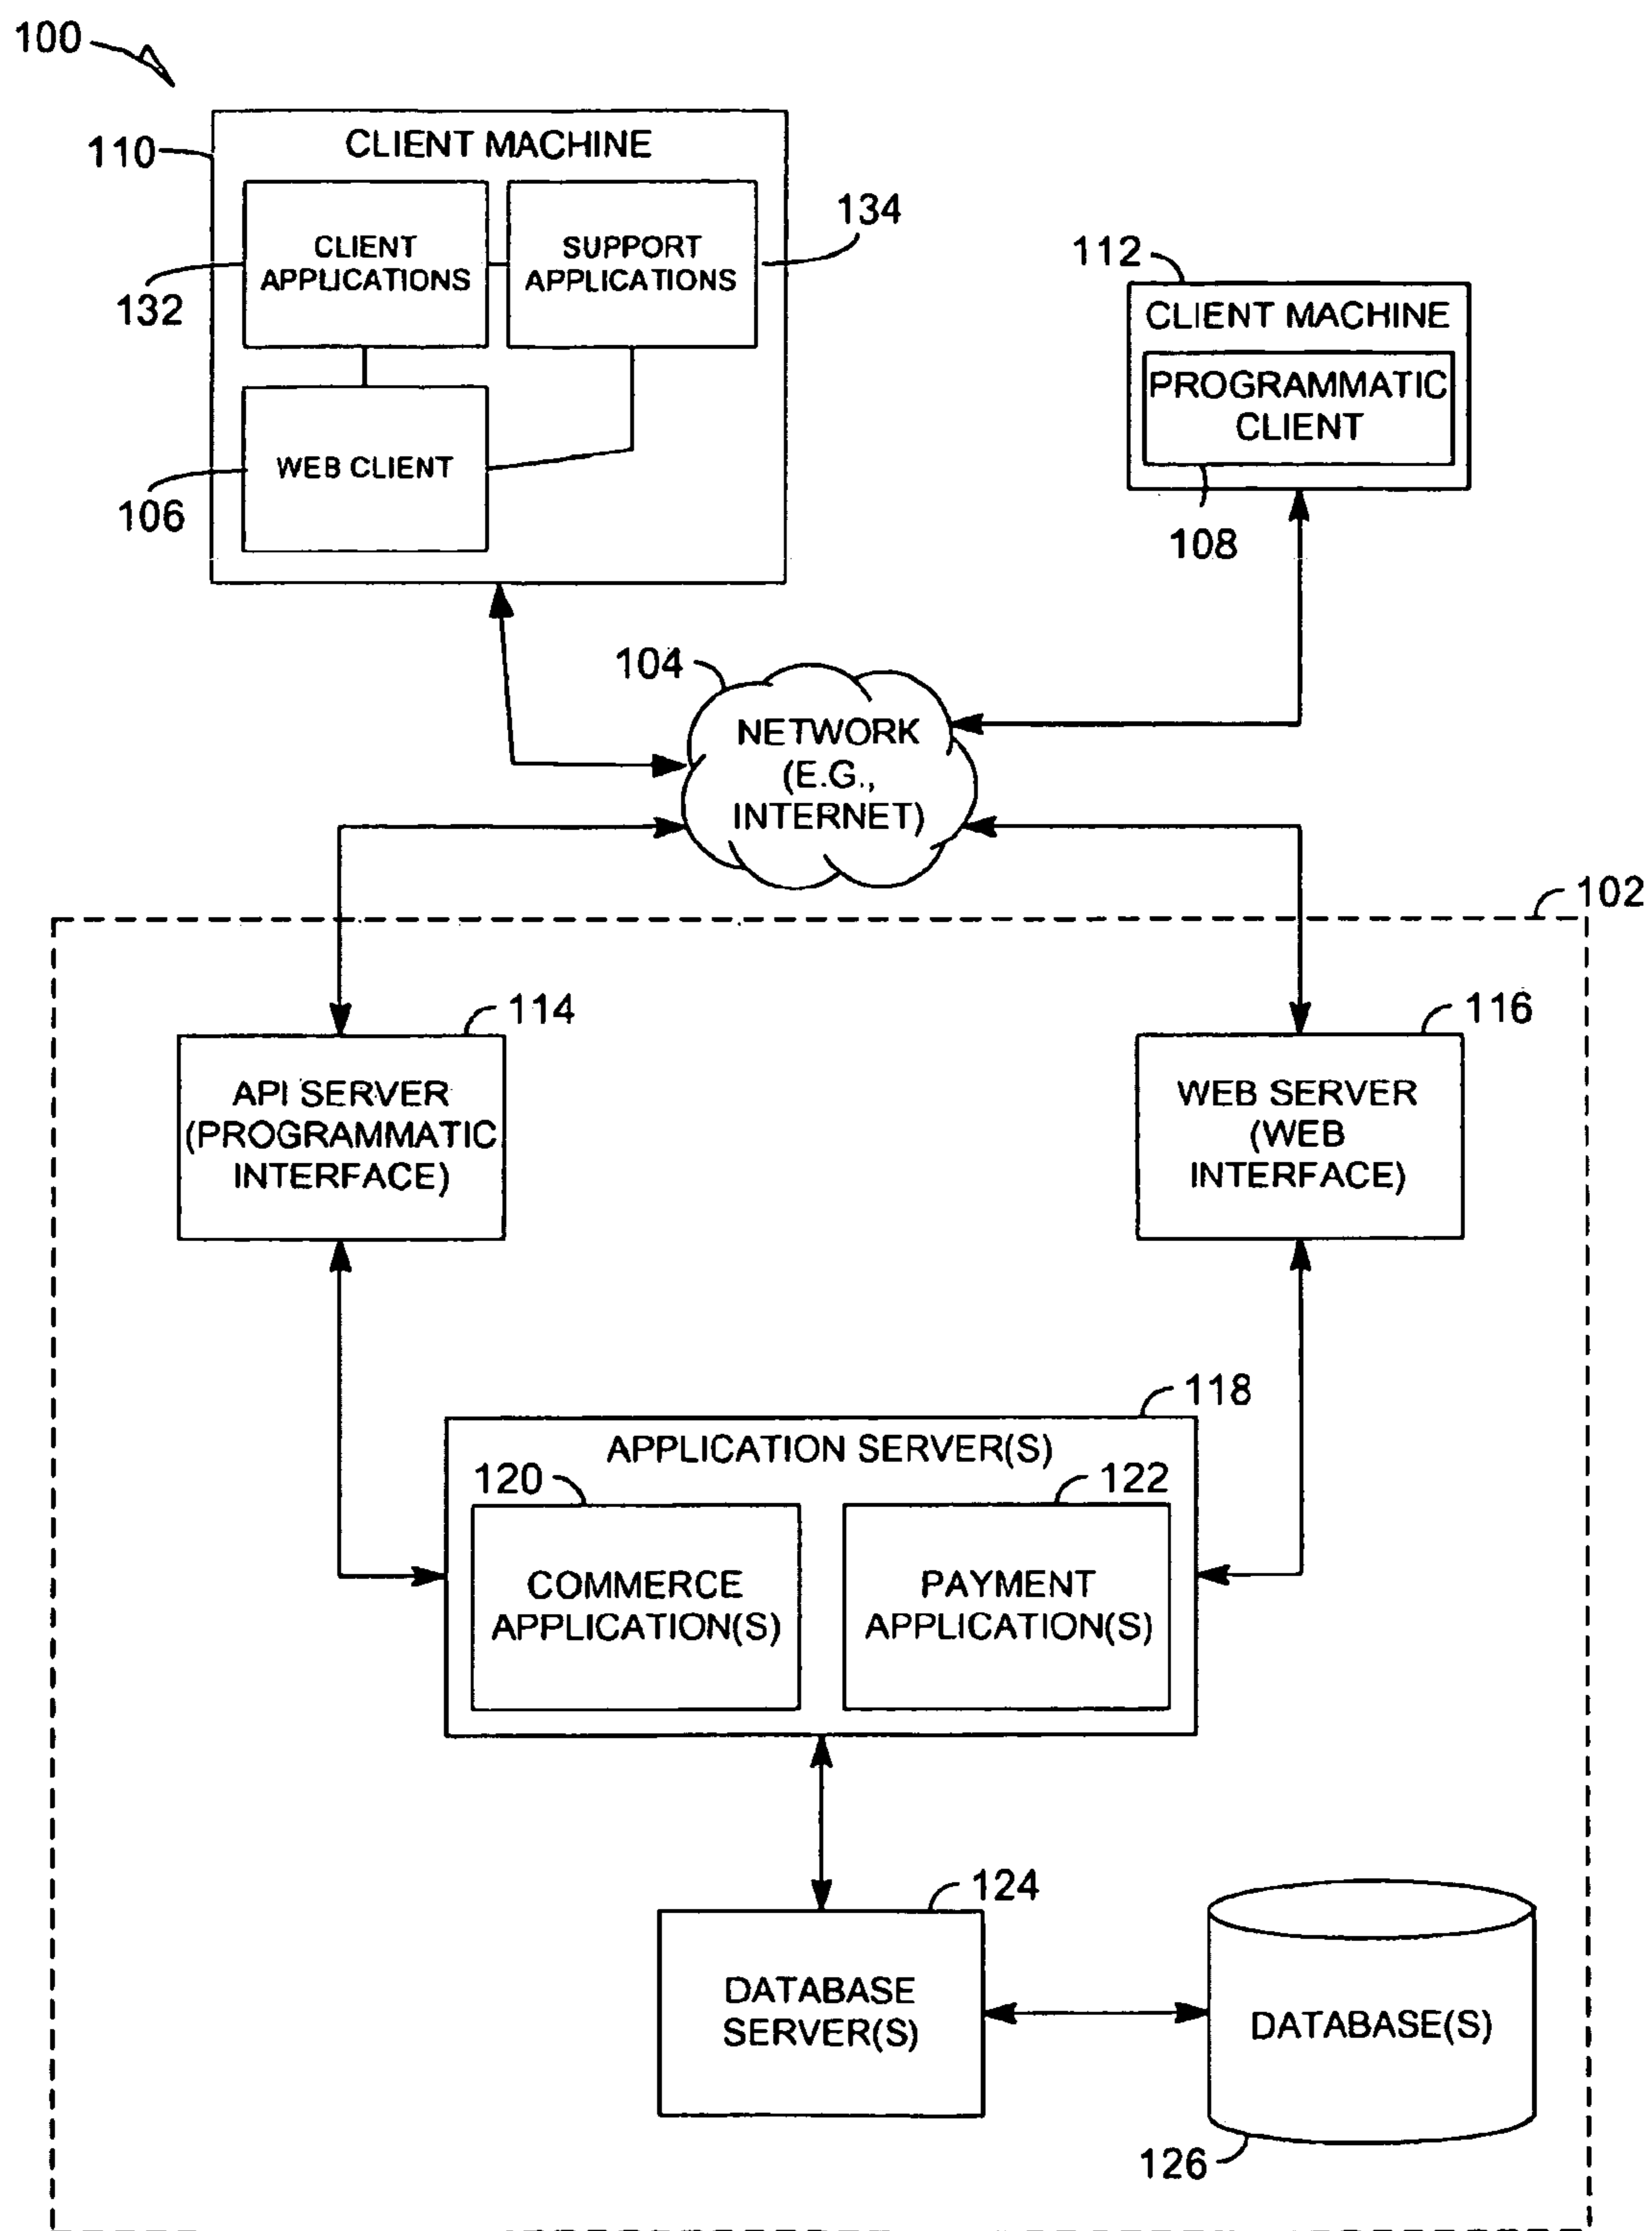 100
110
CLIENT MACHINE
CLIENT
APPLICATIONS
132
SUPPORT
APPLICATIONS
134
WEB CLIENT
106
112
CLIENT MACHINE
PROGRAMMATIC
CLIENT
108
104
NETWORK
(E.G.,
INTERNET)
102
114
API SERVER
(PROGRAMMATIC
INTERFACE)
116
WEB SERVER
(WEB
INTERFACE)
118
APPLICATION SERVER(S)
120
COMMERCE
APPLICATION(S)
122
PAYMENT
APPLICATION(S)
124
DATABASE
SERVER(S)
DATABASE(S)
126